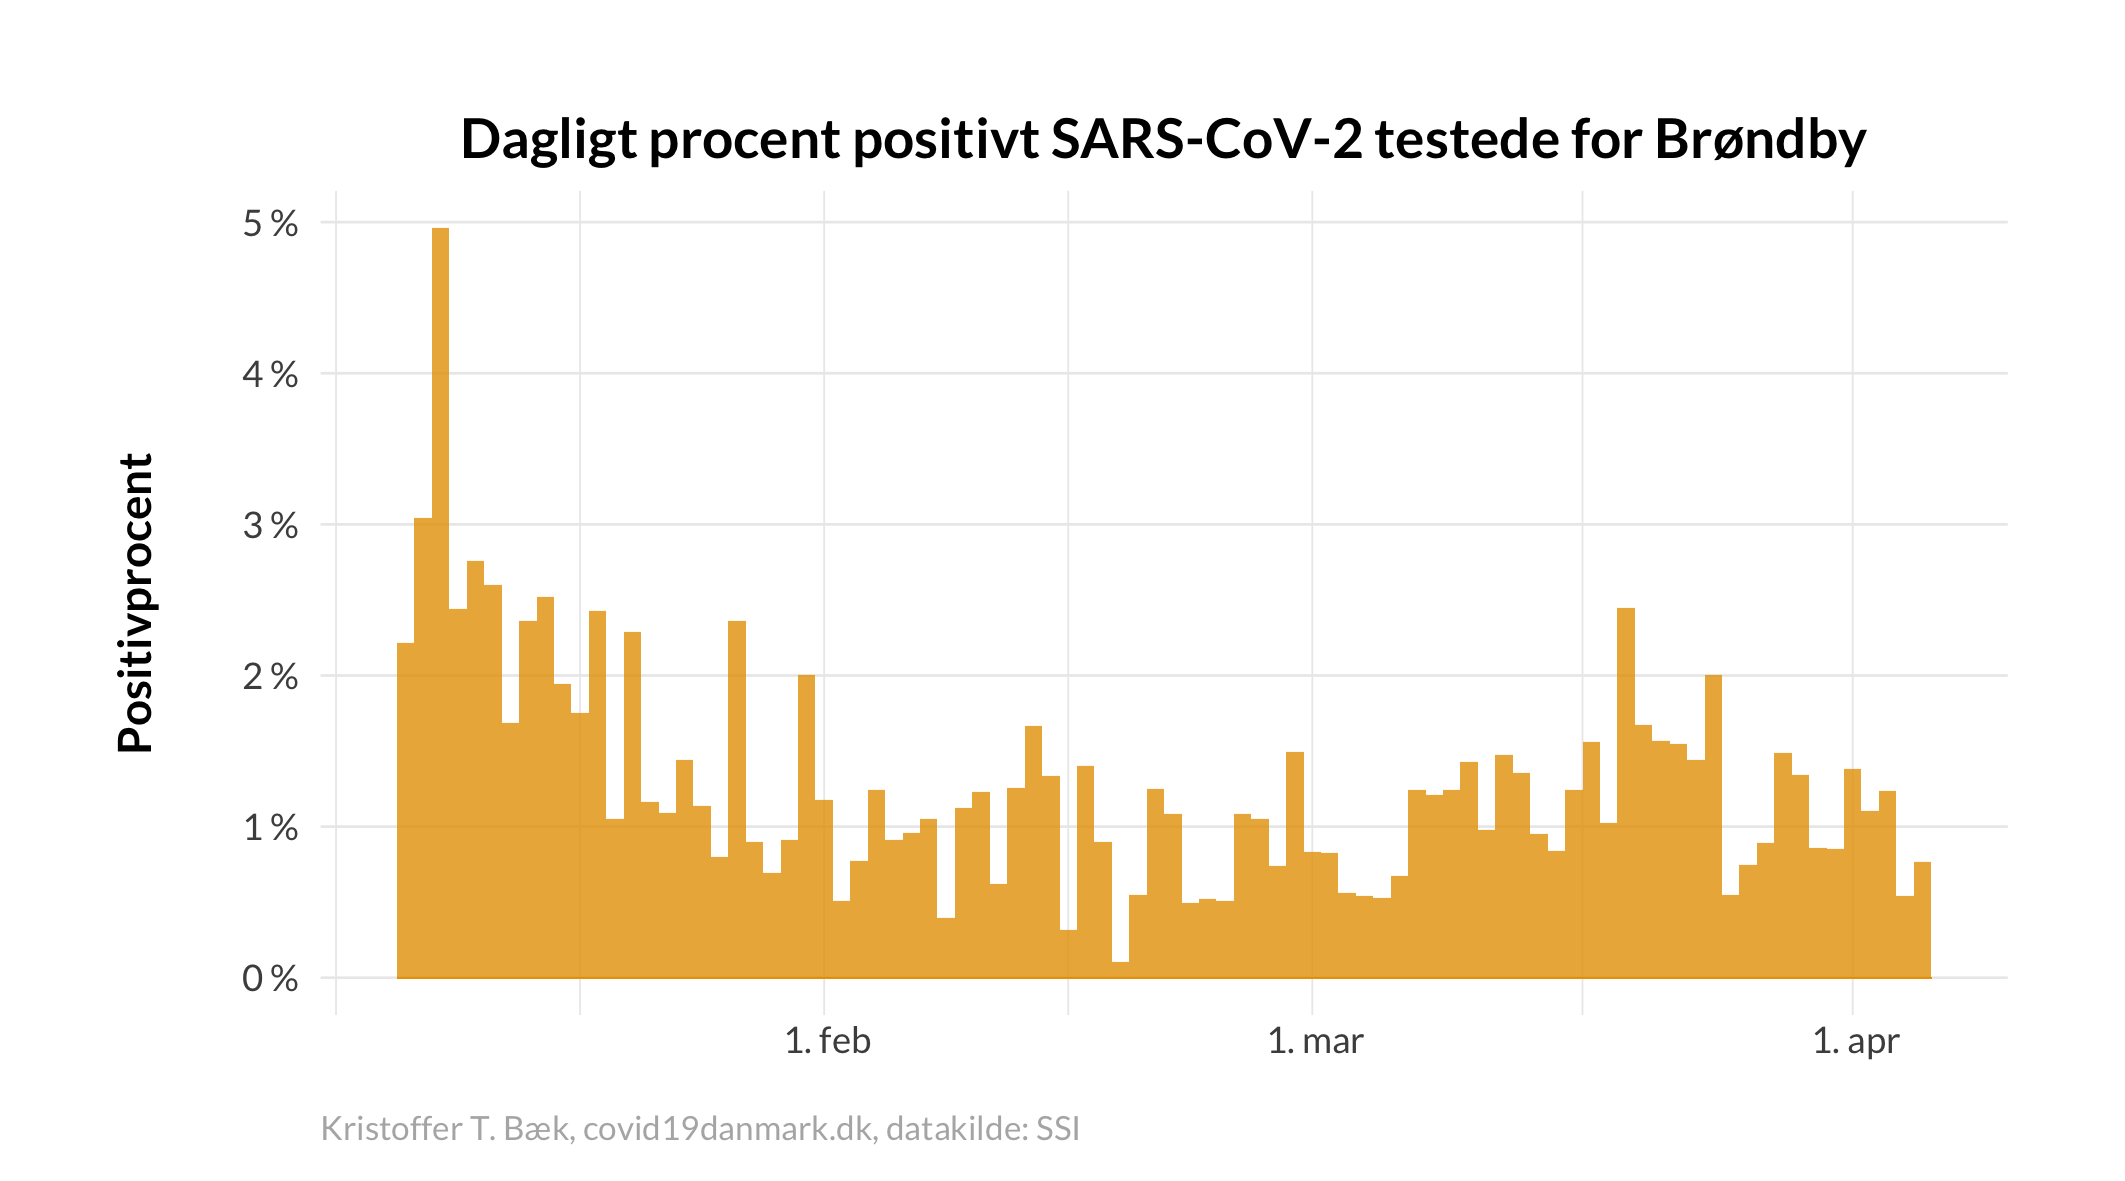 Dagligt procent positivt SARS-CoV-2 testede for Brøndby
Positivprocent
5 %
4 %
3 %
2 %
1 %
0 %
1. feb
1. mar
1. apr
Kristoffer T. Bæk, covid19danmark.dk, datakilde: SSI